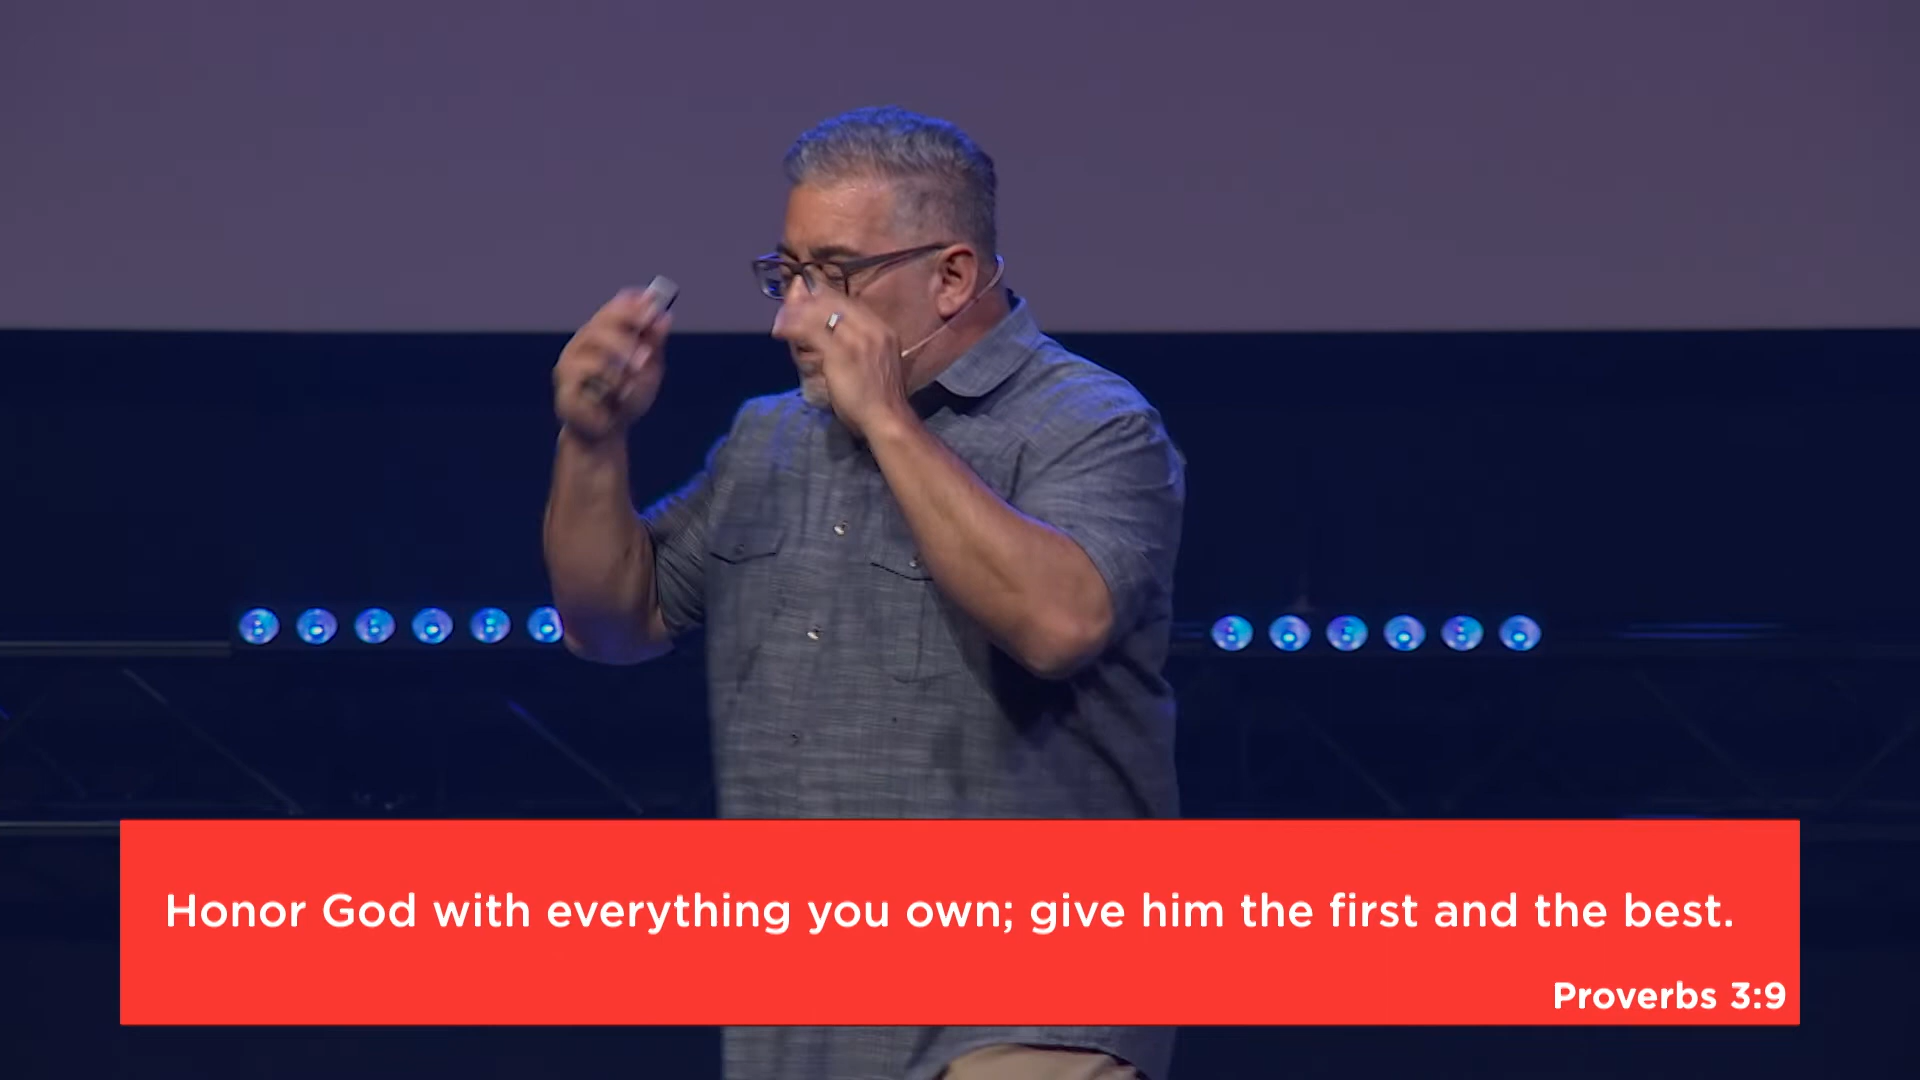 Honor God with everything you own; give him the first and the best.
Proverbs 3:9